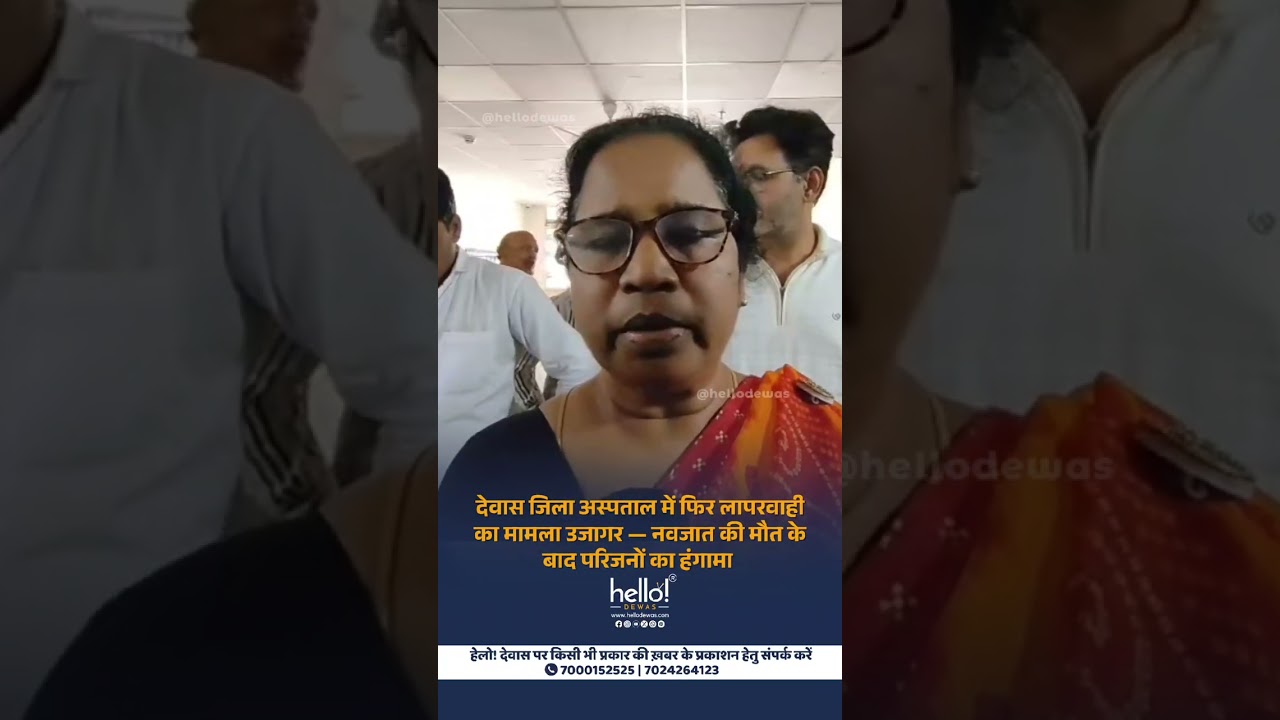 @hellodewas
@hellodewas
@hellodewas
देवास जिला अस्पताल में फिर लापरवाही
का मामला उजागर — नवजात की मौत के
बाद परिजनों का हंगामा
hello!
DEWAS
www.hellodewas.com
हेलो! देवास पर किसी भी प्रकार की ख़बर के प्रकाशन हेतु संपर्क करें
7000152525 | 7024264123